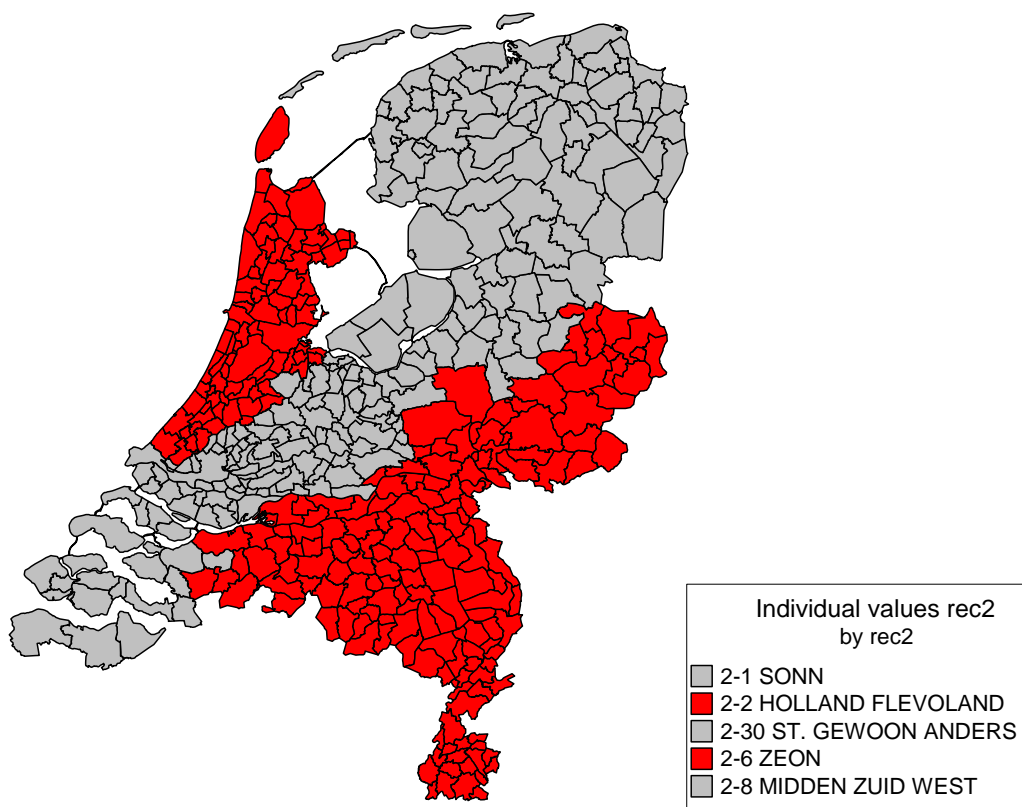 Individual values rec2
by rec2
2-1 SONN
2-2 HOLLAND FLEVOLAND
2-30 ST. GEWOON ANDERS
2-6 ZEON
2-8 MIDDEN ZUID WEST